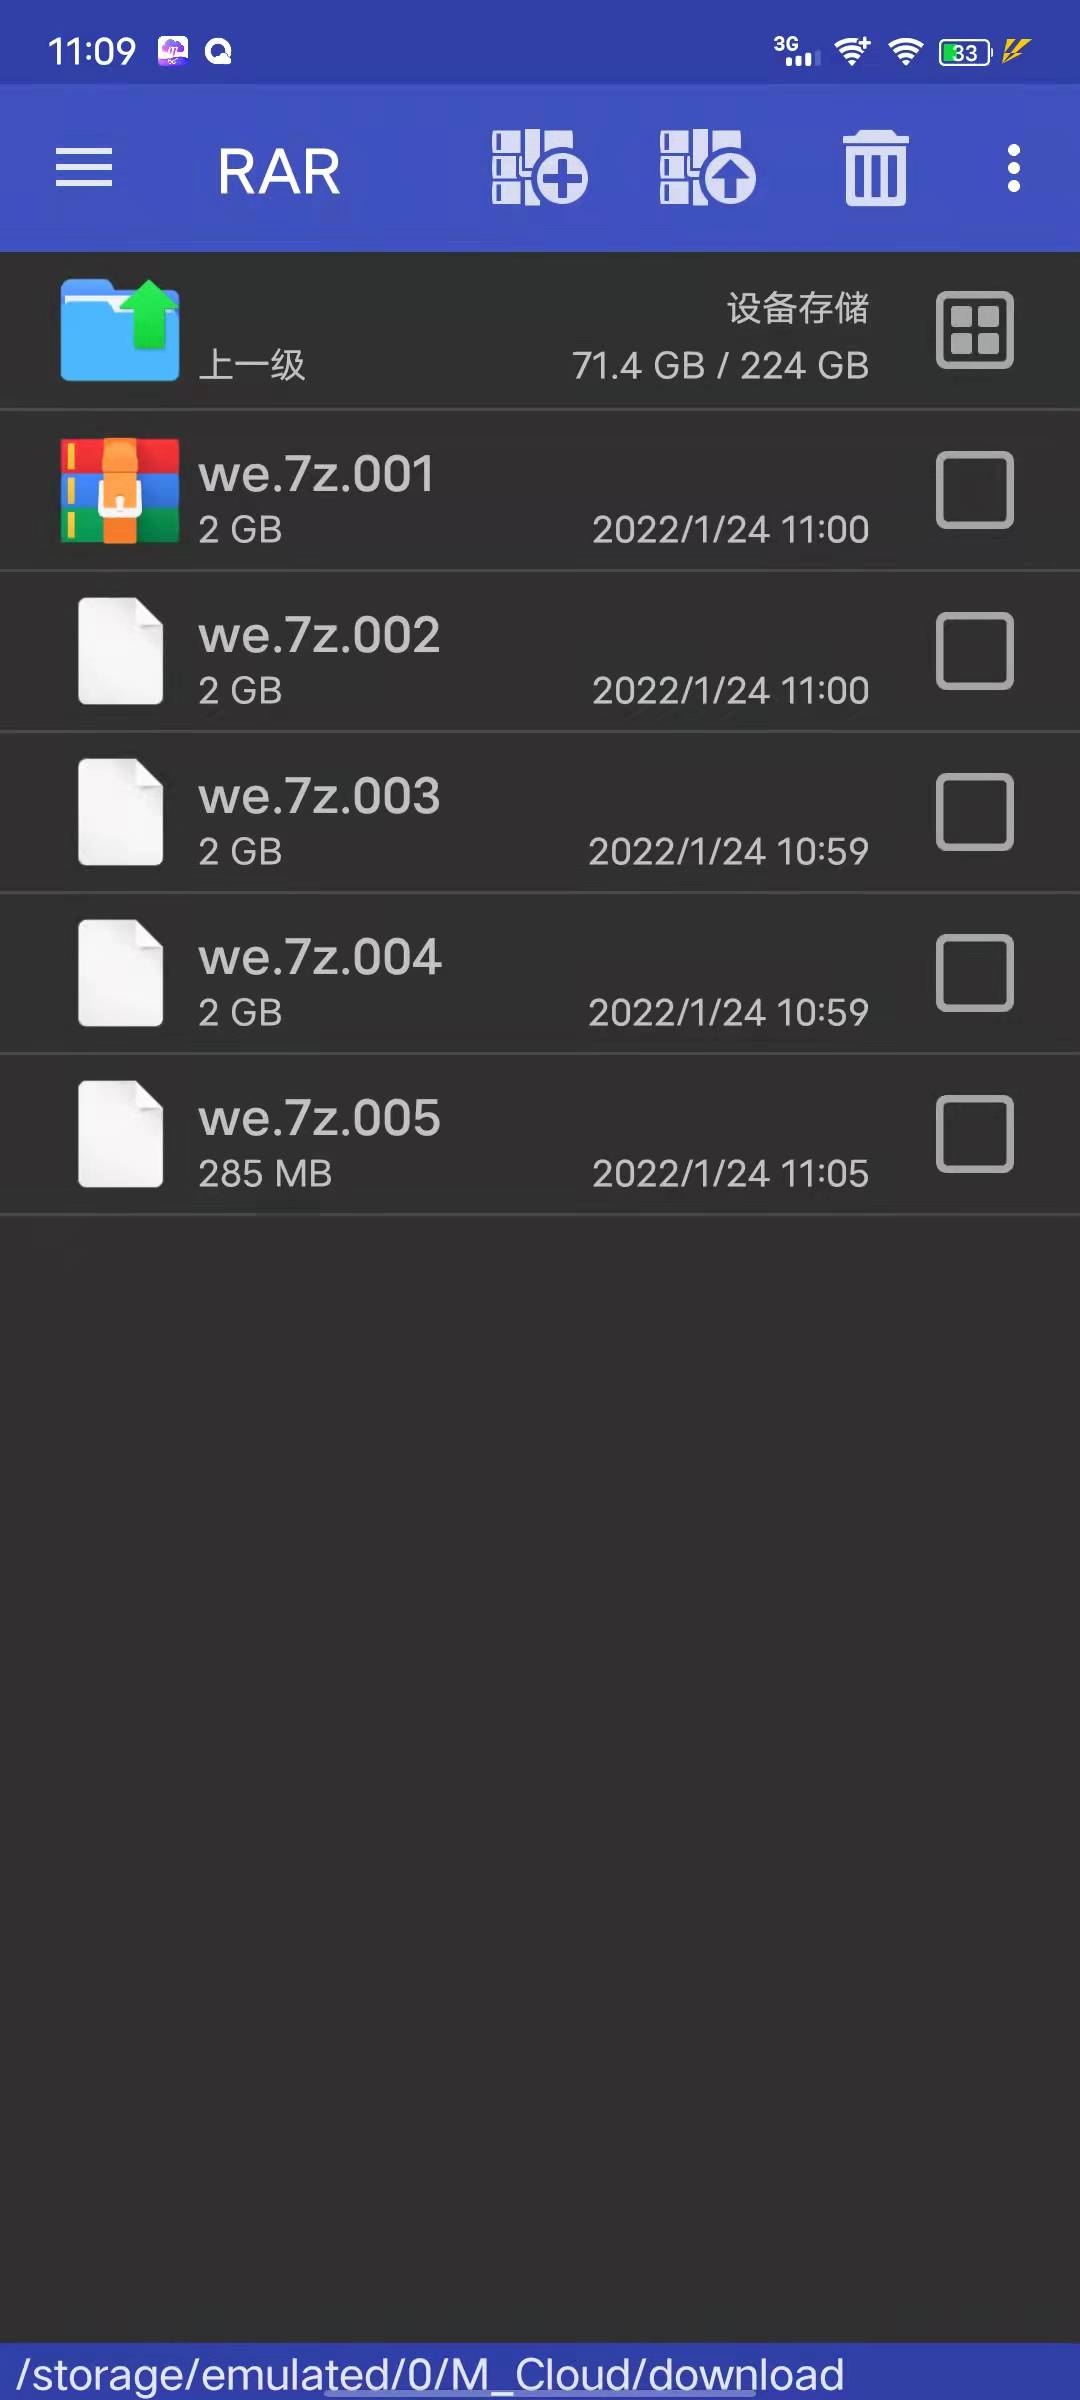 11:09 3G 33
RAR
设备存储
上一级 71.4 GB / 224 GB
we.7z.001
2 GB 2022/1/24 11:00
we.7z.002
2 GB 2022/1/24 11:00
we.7z.003
2 GB 2022/1/24 10:59
we.7z.004
2 GB 2022/1/24 10:59
we.7z.005
285 MB 2022/1/24 11:05
/storage/emulated/0/M_Cloud/download